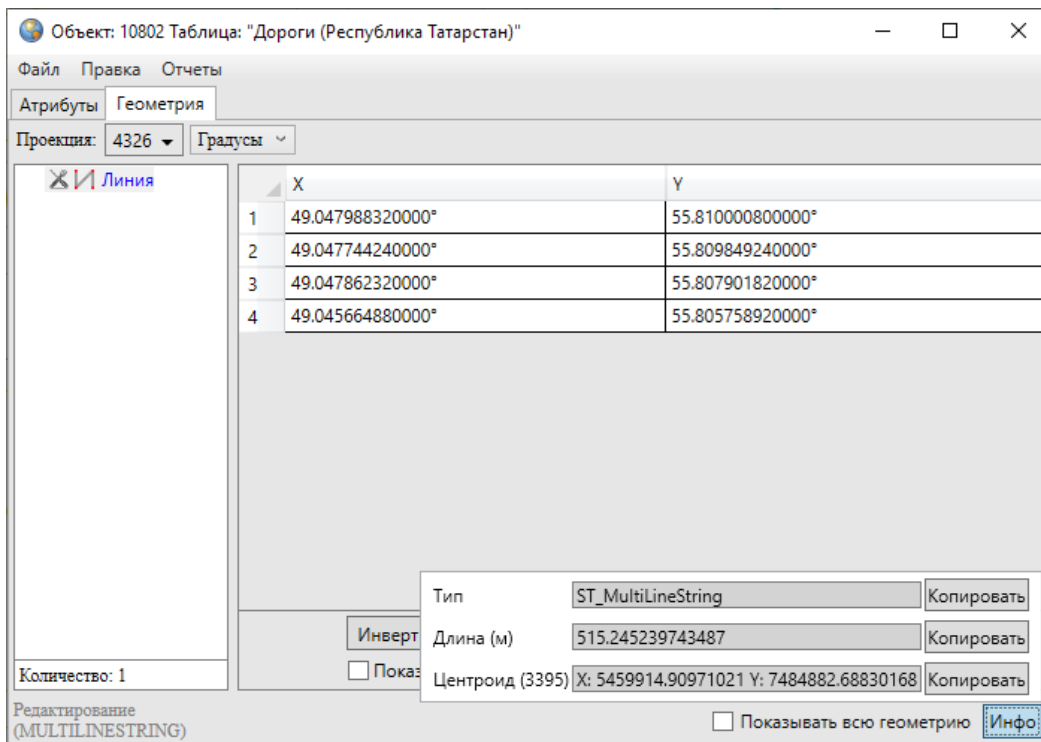 Объект: 10802 Таблица: "Дороги (Республика Татарстан)"
Файл Правка Отчеты
Атрибуты Геометрия
Проекция: 4326 Градусы
Линия
X Y
1 49.047988320000° 55.810000800000°
2 49.047744240000° 55.809849240000°
3 49.047862320000° 55.807901820000°
4 49.045664880000° 55.805758920000°
Тип ST_MultiLineString Копировать
Инверт Длина (м) 515.245239743487 Копировать
Показ Центроид (3395) X: 5459914.90971021 Y: 7484882.68830168 Копировать
Количество: 1
Редактирование
(MULTILINESTRING)
Показывать всю геометрию Инфо